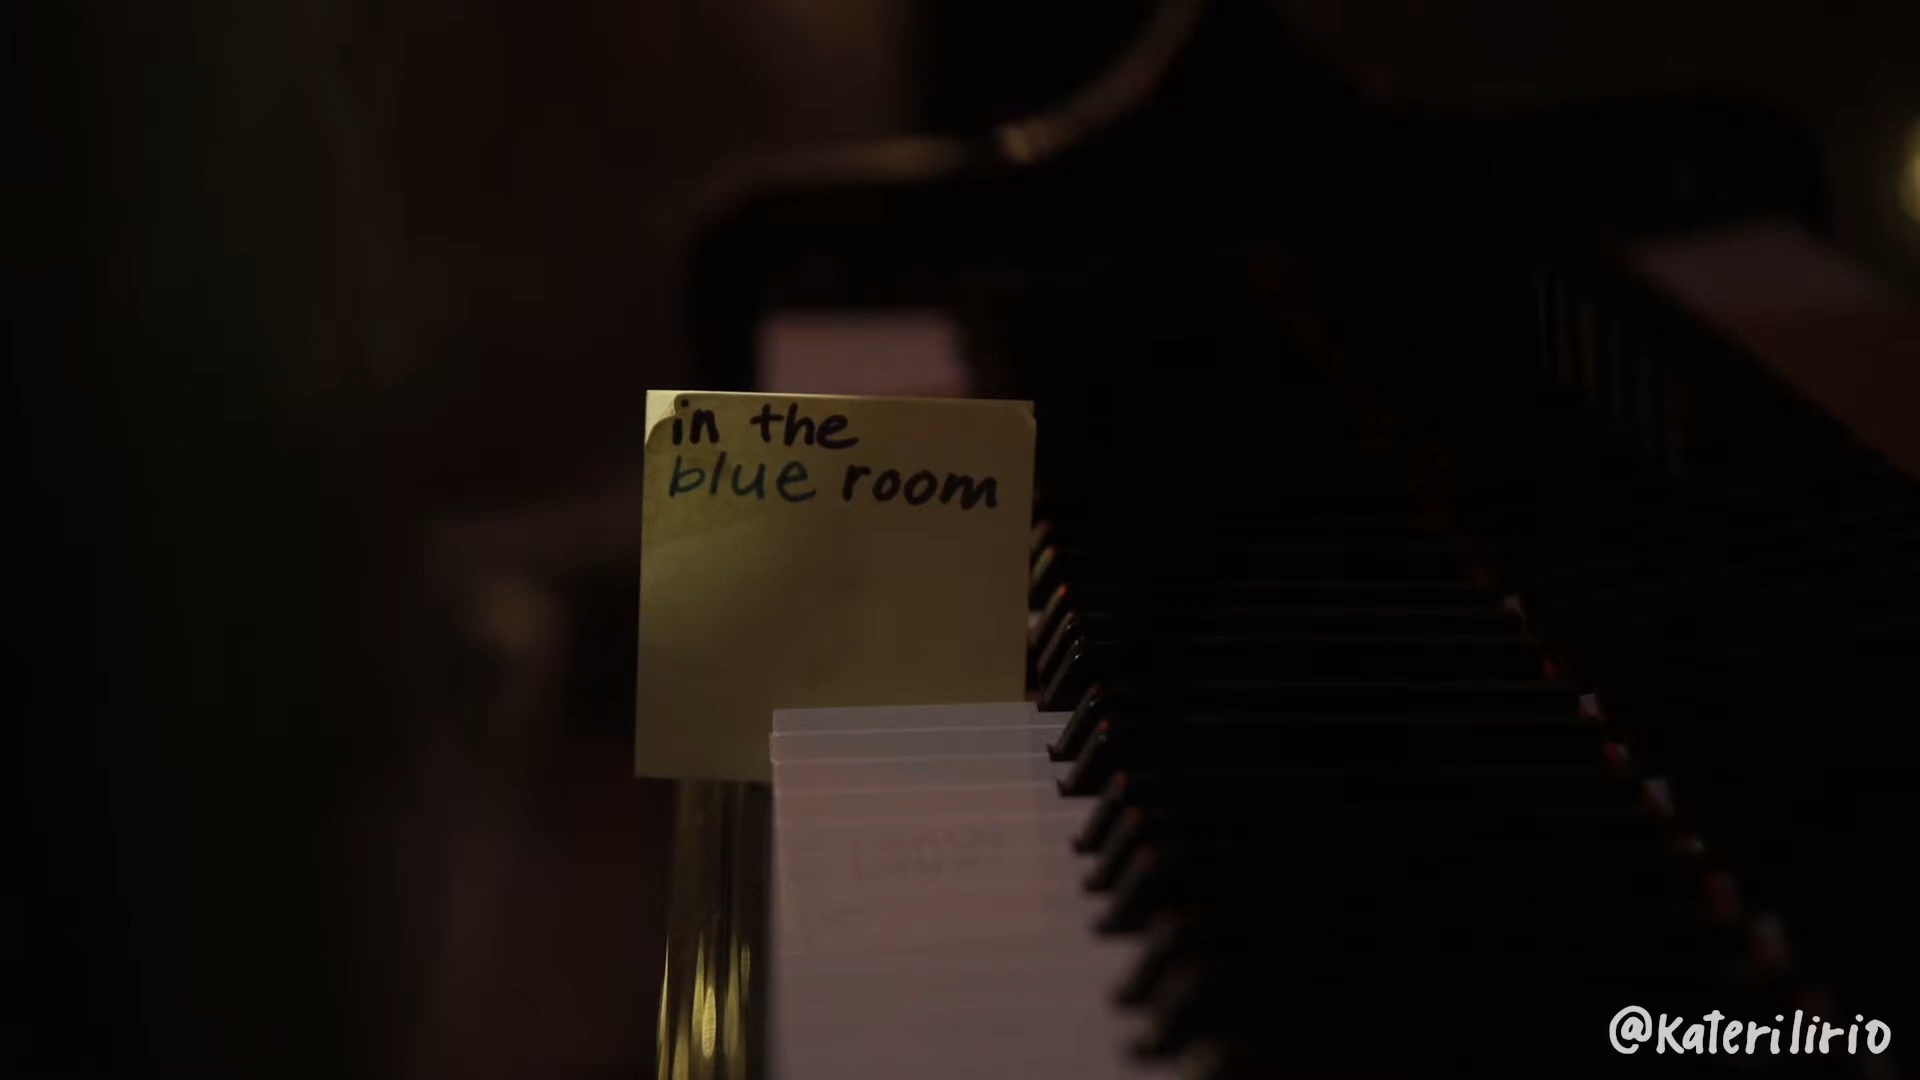 in the
blue room
@katerilirio